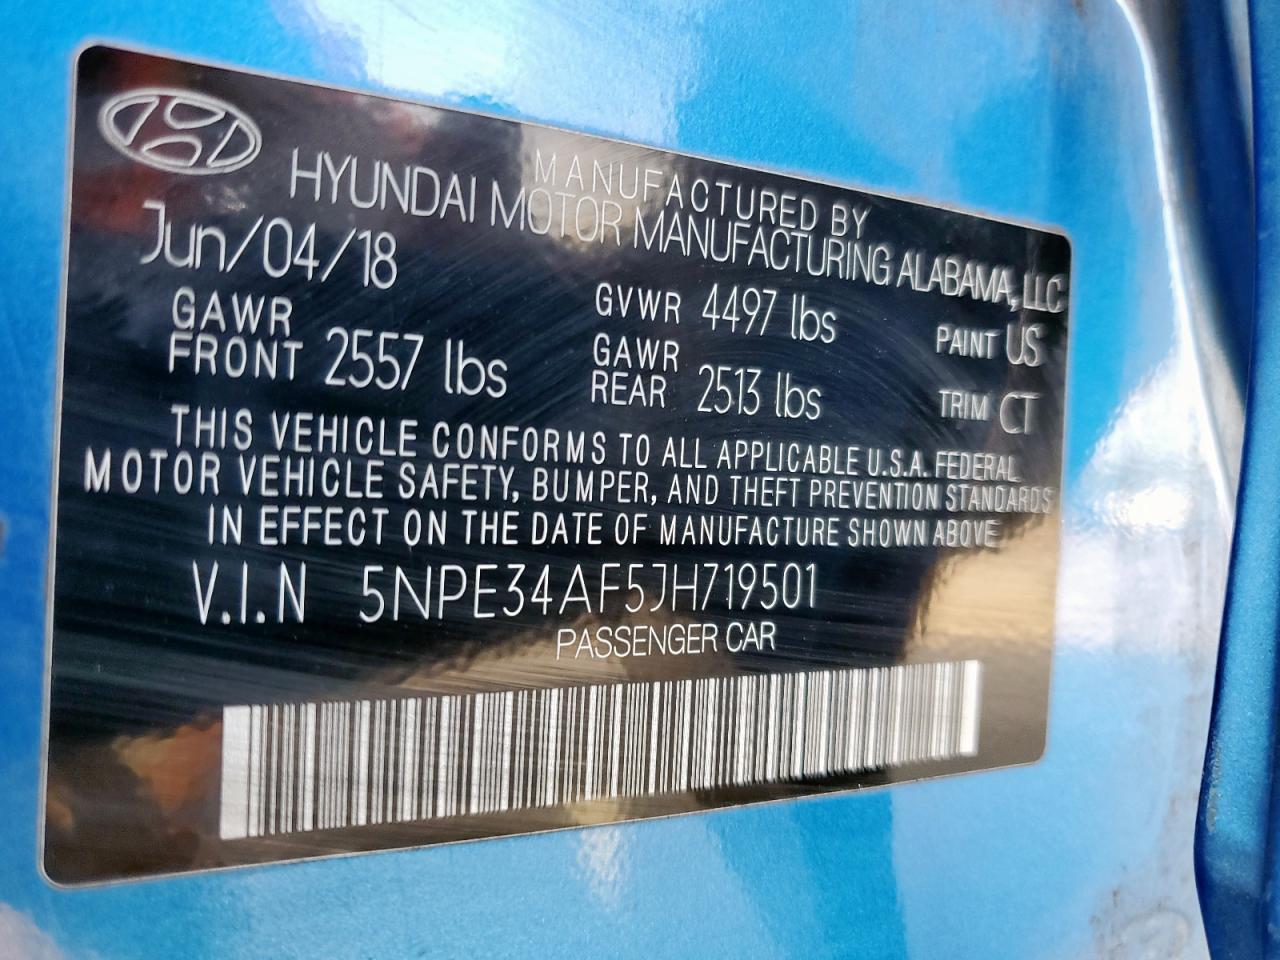 MANUFACTURED BY
HYUNDAI MOTOR MANUFACTURING ALABAMA, LLC
Jun/04/18
GVWR 4497 lbs
PAINT US
GAWR FRONT 2557 lbs
GAWR REAR 2513 lbs
TRIM CT
THIS VEHICLE CONFORMS TO ALL APPLICABLE U.S.A. FEDERAL
MOTOR VEHICLE SAFETY, BUMPER, AND THEFT PREVENTION STANDARDS
IN EFFECT ON THE DATE OF MANUFACTURE SHOWN ABOVE
V.I.N 5NPE34AF5JH719501
PASSENGER CAR